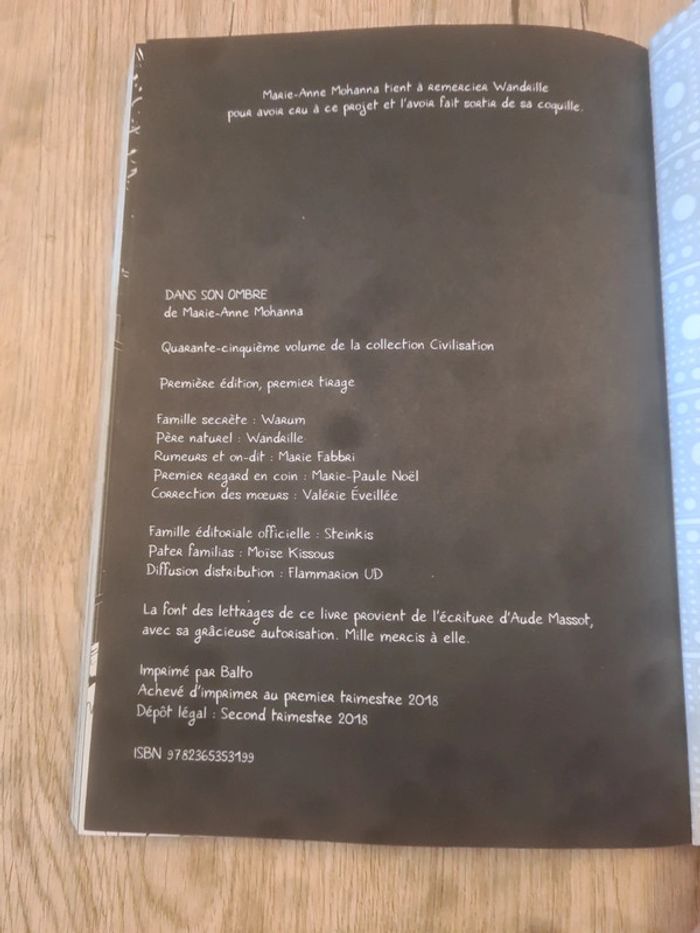 Marie-Anne Mohanna tient à remercier Wandrille
pour avoir cru à ce projet et l'avoir fait sortir de sa coquille.
DANS SON OMBRE
de Marie-Anne Mohanna
Quarante-cinquième volume de la collection Civilisation
Première édition, premier tirage
Famille secrète : Warum
Père naturel : Wandrille
Rumeurs et on-dit : Marie Fabbri
Premier regard en coin : Marie-Paule Noël
Correction des mœurs : Valérie Éveillée
Famille éditoriale officielle : Steinkis
Pater familias : Moïse Kissous
Diffusion distribution : Flammarion UD
La font des lettrages de ce livre provient de l'écriture d'Aude Massot,
avec sa grâcieuse autorisation. Mille mercis à elle.
Imprimé par Balto
Achevé d'imprimer au premier trimestre 2018
Dépôt légal : Second trimestre 2018
ISBN 9782365353199